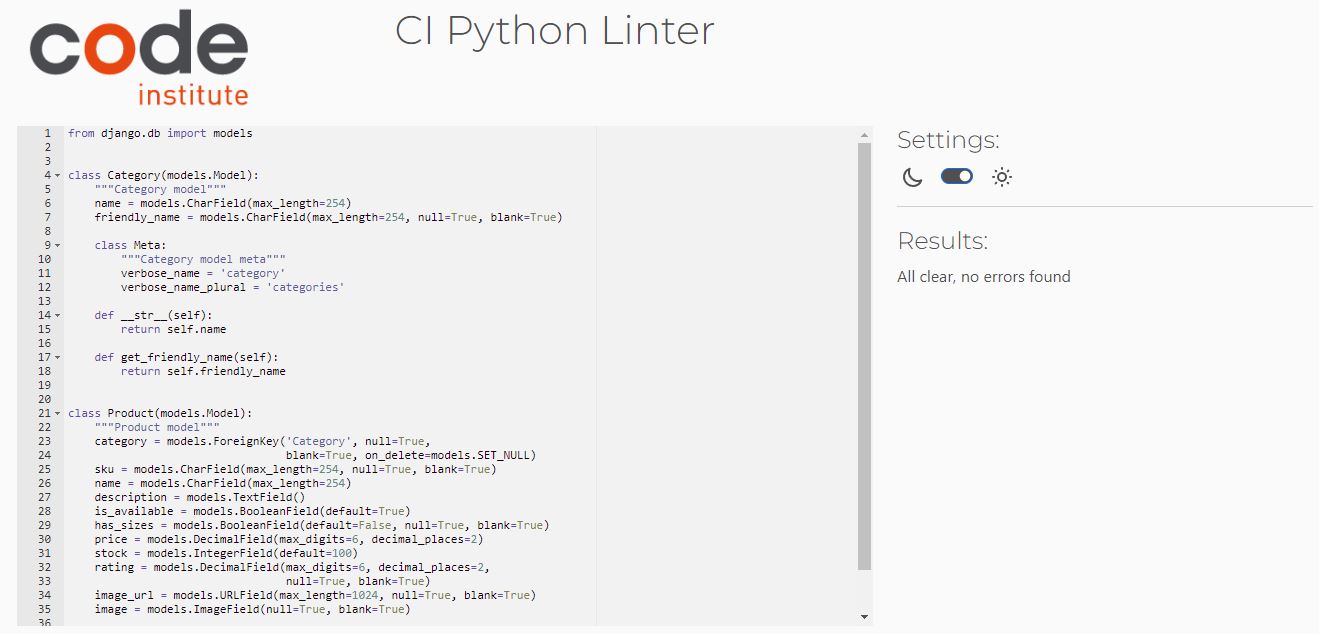 code
institute
CI Python Linter
1 from django.db import models
2
3
4 class Category(models.Model):
5     """Category model"""
6     name = models.CharField(max_length=254)
7     friendly_name = models.CharField(max_length=254, null=True, blank=True)
8
9     class Meta:
10         """Category model meta"""
11         verbose_name = 'category'
12         verbose_name_plural = 'categories'
13
14     def __str__(self):
15         return self.name
16
17     def get_friendly_name(self):
18         return self.friendly_name
19
20
21 class Product(models.Model):
22     """Product model"""
23     category = models.ForeignKey('Category', null=True,
24                                  blank=True, on_delete=models.SET_NULL)
25     sku = models.CharField(max_length=254, null=True, blank=True)
26     name = models.CharField(max_length=254)
27     description = models.TextField()
28     is_available = models.BooleanField(default=True)
29     has_sizes = models.BooleanField(default=False, null=True, blank=True)
30     price = models.DecimalField(max_digits=6, decimal_places=2)
31     stock = models.IntegerField(default=100)
32     rating = models.DecimalField(max_digits=6, decimal_places=2,
33                                  null=True, blank=True)
34     image_url = models.URLField(max_length=1024, null=True, blank=True)
35     image = models.ImageField(null=True, blank=True)
36
Settings:
Results:
All clear, no errors found